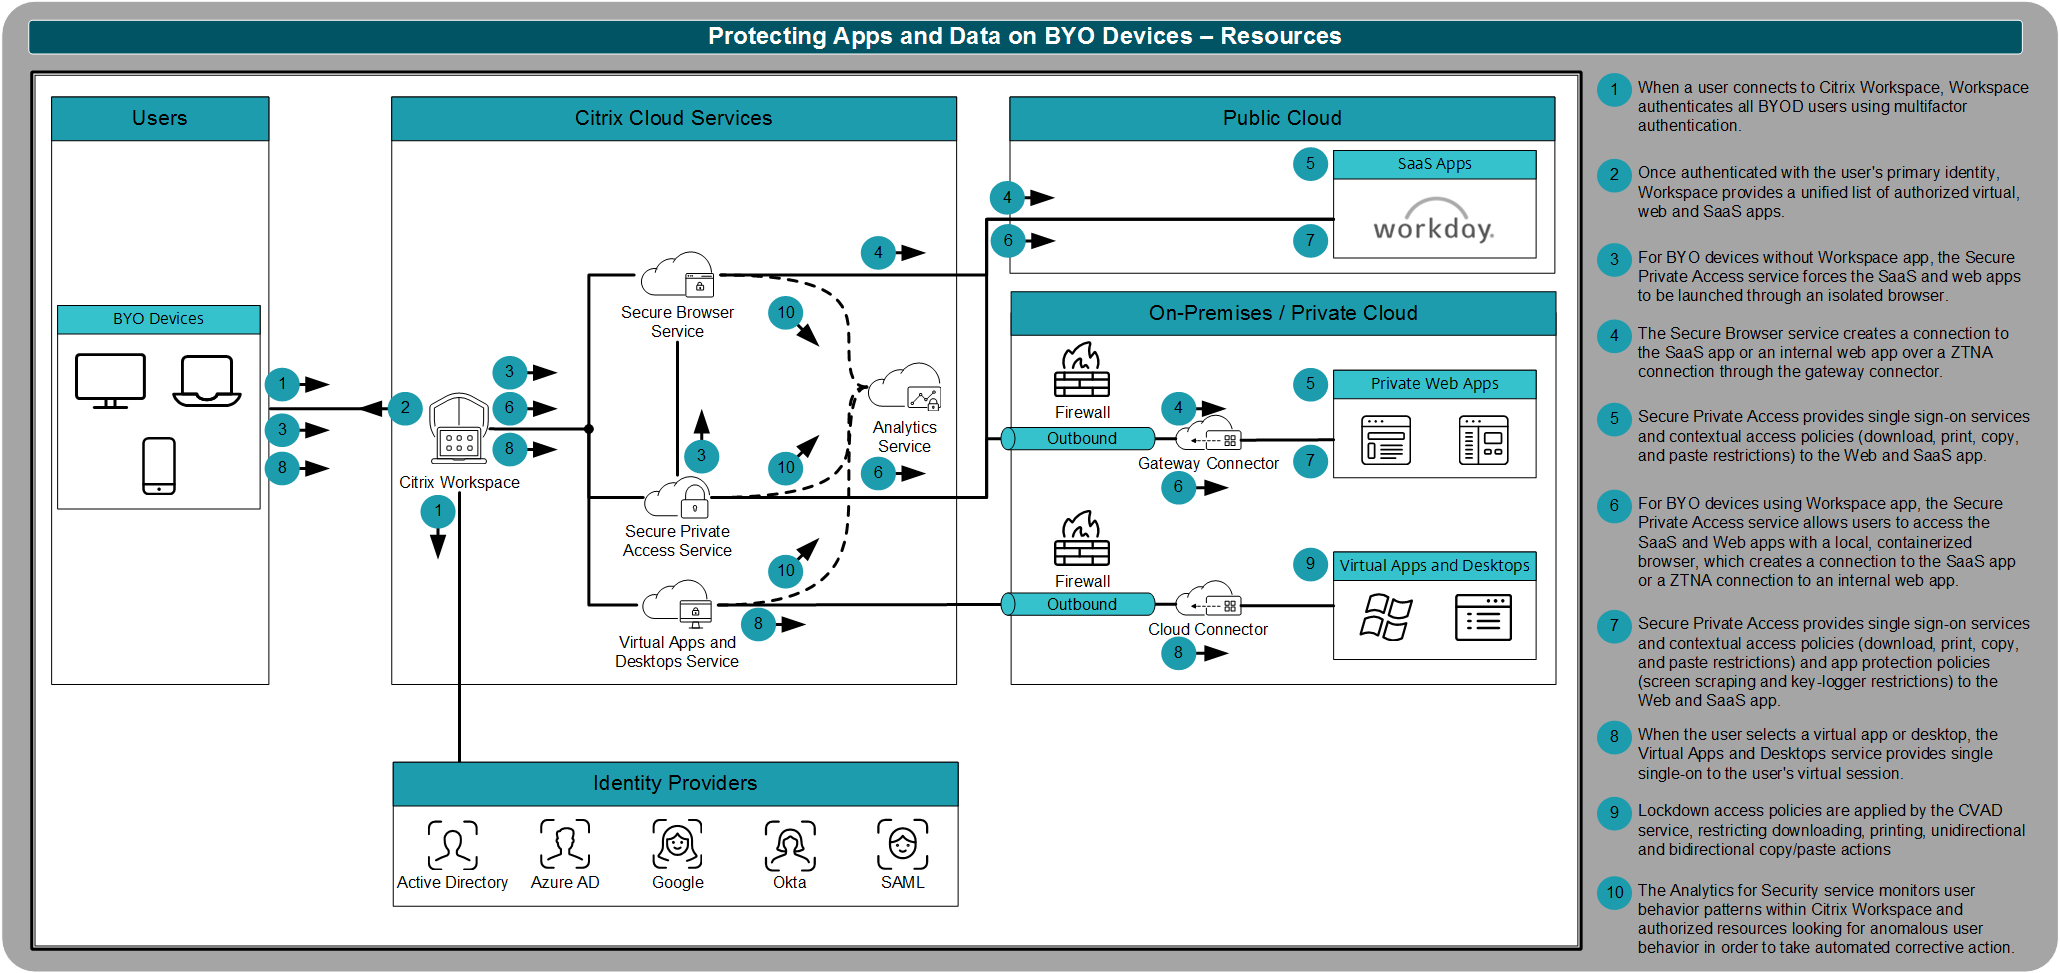 Protecting Apps and Data on BYO Devices – Resources
Users
BYO Devices
1
3
8
Citrix Cloud Services
2
Citrix Workspace
1
3
6
8
Secure Browser
Service
4
10
3
Secure Private
Access Service
10
6
Analytics
Service
Virtual Apps and
Desktops Service
10
8
Public Cloud
4
6
5
SaaS Apps
workday.
7
On-Premises / Private Cloud
Firewall
Outbound
4
Gateway Connector
6
5
Private Web Apps
7
Firewall
Outbound
Cloud Connector
8
9
Virtual Apps and Desktops
Identity Providers
Active Directory
Azure AD
Google
Okta
SAML
1
When a user connects to Citrix Workspace, Workspace
authenticates all BYOD users using multifactor
authentication.
2
Once authenticated with the user's primary identity,
Workspace provides a unified list of authorized virtual,
web and SaaS apps.
3
For BYO devices without Workspace app, the Secure
Private Access service forces the SaaS and web apps
to be launched through an isolated browser.
4
The Secure Browser service creates a connection to
the SaaS app or an internal web app over a ZTNA
connection through the gateway connector.
5
Secure Private Access provides single sign-on services
and contextual access policies (download, print, copy,
and paste restrictions) to the Web and SaaS app.
6
For BYO devices using Workspace app, the Secure
Private Access service allows users to access the
SaaS and Web apps with a local, containerized
browser, which creates a connection to the SaaS app
or a ZTNA connection to an internal web app.
7
Secure Private Access provides single sign-on services
and contextual access policies (download, print, copy,
and paste restrictions) and app protection policies
(screen scraping and key-logger restrictions) to the
Web and SaaS app.
8
When the user selects a virtual app or desktop, the
Virtual Apps and Desktops service provides single
single-on to the user's virtual session.
9
Lockdown access policies are applied by the CVAD
service, restricting downloading, printing, unidirectional
and bidirectional copy/paste actions
10
The Analytics for Security service monitors user
behavior patterns within Citrix Workspace and
authorized resources looking for anomalous user
behavior in order to take automated corrective action.